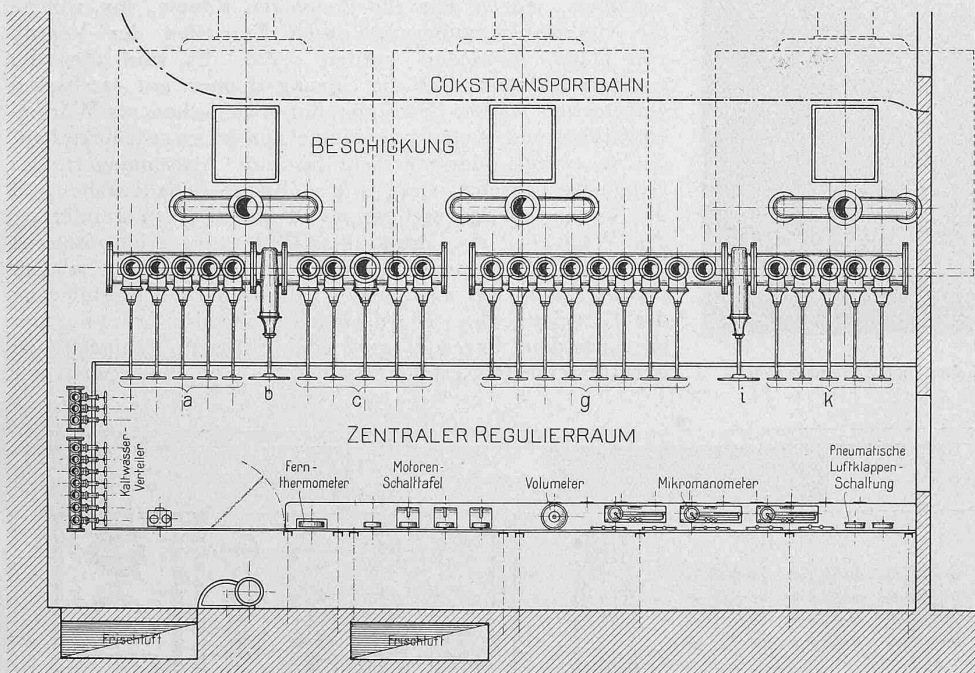 COKSTRANSPORTBAHN
BESCHICKUNG
a
b
c
g
i
k
ZENTRALER REGULIERRAUM
Kaltwasser-
Verteiler
Fern-
thermometer
Motoren-
Schalttafel
Volumeter
Mikromanometer
Pneumatische
Luftklappen-
Schaltung
Frischluft
Frischluft